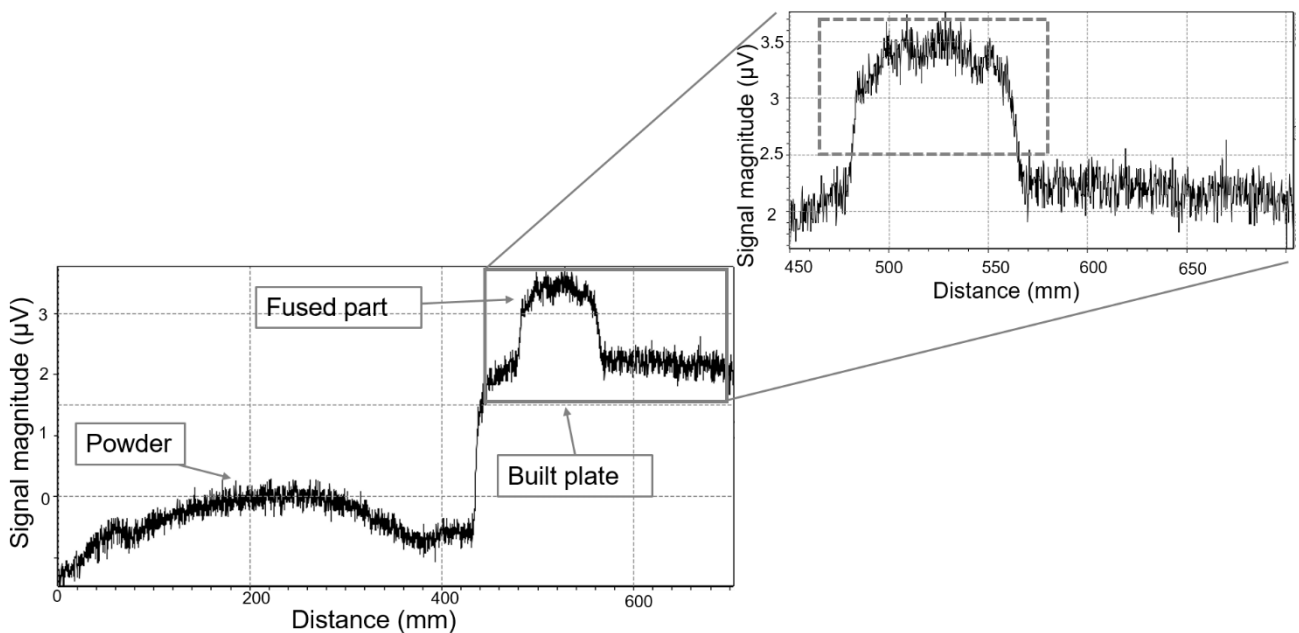 3.5
3
2.5
2
Signal magnitude (µV)
450 500 550 600 650
Distance (mm)
Fused part
Powder
Built plate
3
2
1
0
Signal magnitude (µV)
0 200 400 600
Distance (mm)